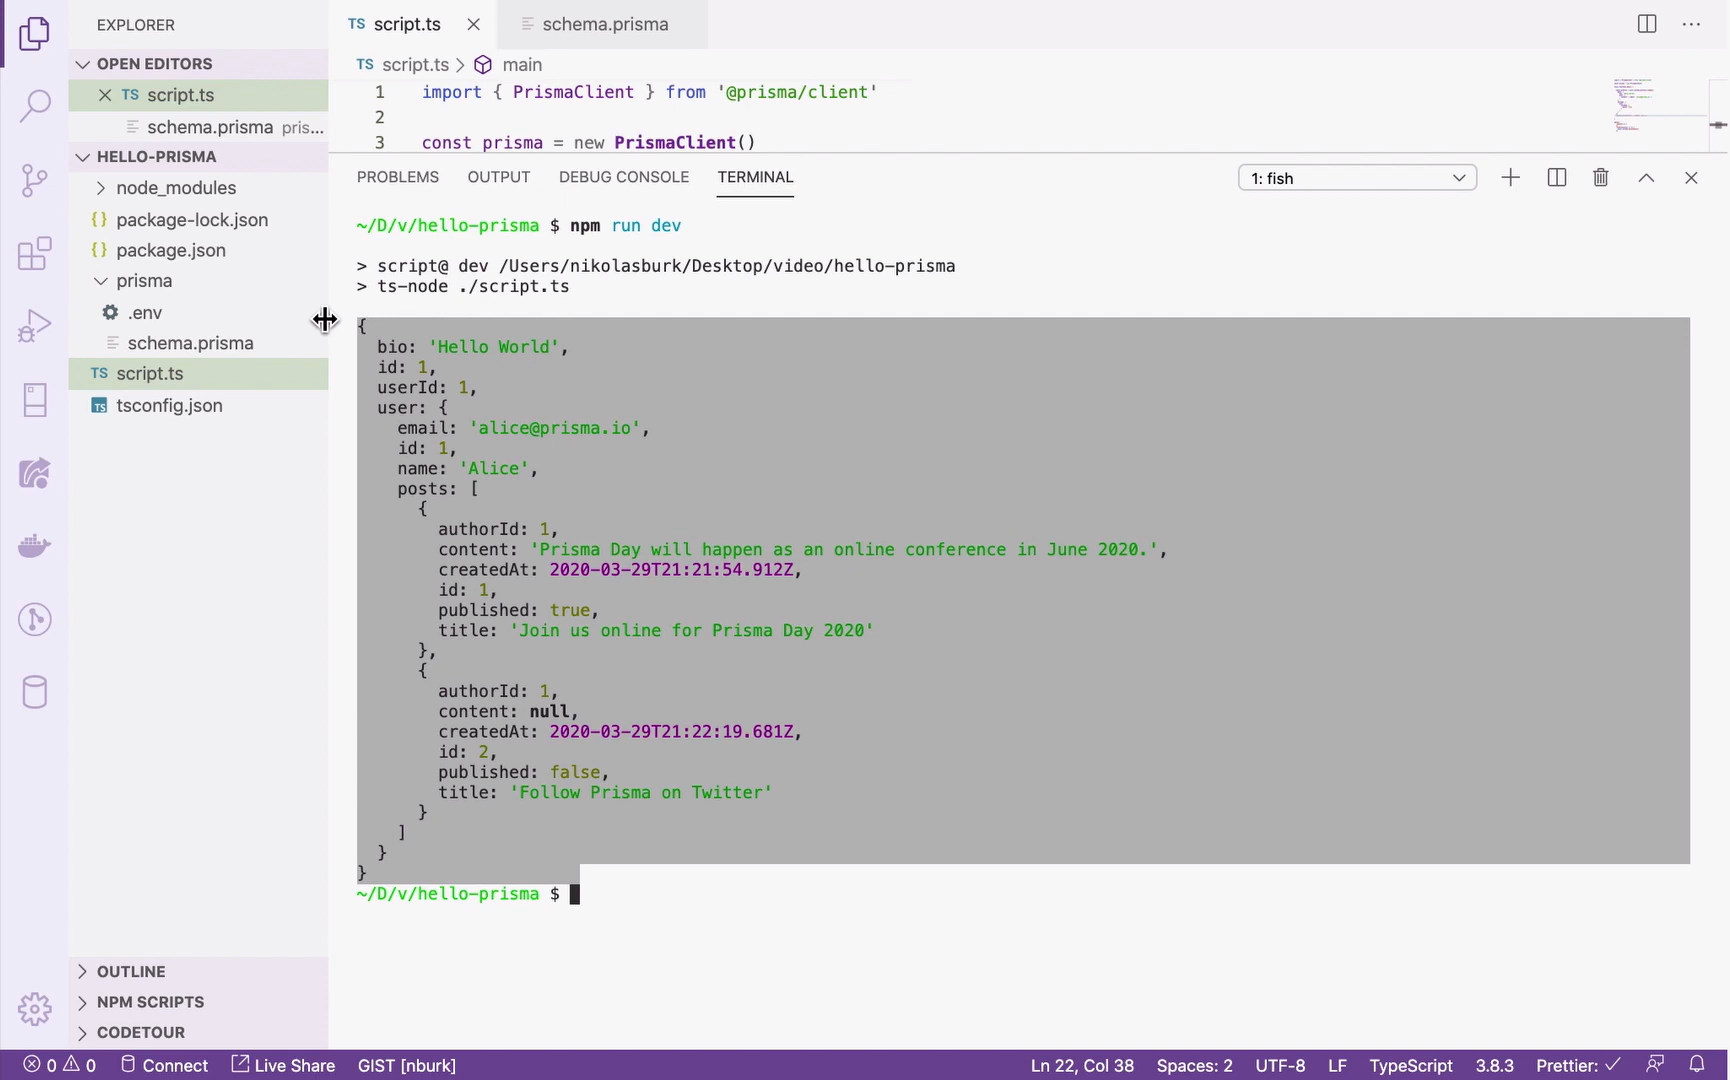 EXPLORER
OPEN EDITORS
TS script.ts
schema.prisma pris...
HELLO-PRISMA
node_modules
{} package-lock.json
{} package.json
prisma
.env
schema.prisma
TS script.ts
TS tsconfig.json
OUTLINE
NPM SCRIPTS
CODETOUR
TS script.ts
schema.prisma
TS script.ts > main
1 import { PrismaClient } from '@prisma/client'
2
3 const prisma = new PrismaClient()
PROBLEMS OUTPUT DEBUG CONSOLE TERMINAL 1: fish
~/D/v/hello-prisma $ npm run dev
> script@ dev /Users/nikolasburk/Desktop/video/hello-prisma
> ts-node ./script.ts
{
bio: 'Hello World',
id: 1,
userId: 1,
user: {
email: 'alice@prisma.io',
id: 1,
name: 'Alice',
posts: [
{
authorId: 1,
content: 'Prisma Day will happen as an online conference in June 2020.',
createdAt: 2020-03-29T21:21:54.912Z,
id: 1,
published: true,
title: 'Join us online for Prisma Day 2020'
},
{
authorId: 1,
content: null,
createdAt: 2020-03-29T21:22:19.681Z,
id: 2,
published: false,
title: 'Follow Prisma on Twitter'
}
]
}
}
~/D/v/hello-prisma $
0 0 Connect Live Share GIST [nburk] Ln 22, Col 38 Spaces: 2 UTF-8 LF TypeScript 3.8.3 Prettier: ✓